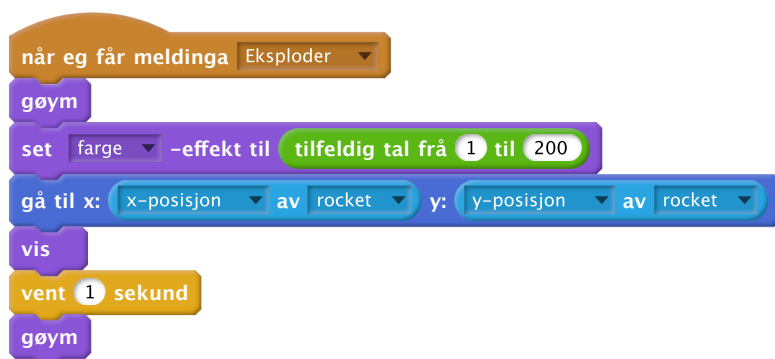 når eg får meldinga Eksploder
gøym
set farge -effekt til tilfeldig tal frå 1 til 200
gå til x: x-posisjon av rocket y: y-posisjon av rocket
vis
vent 1 sekund
gøym